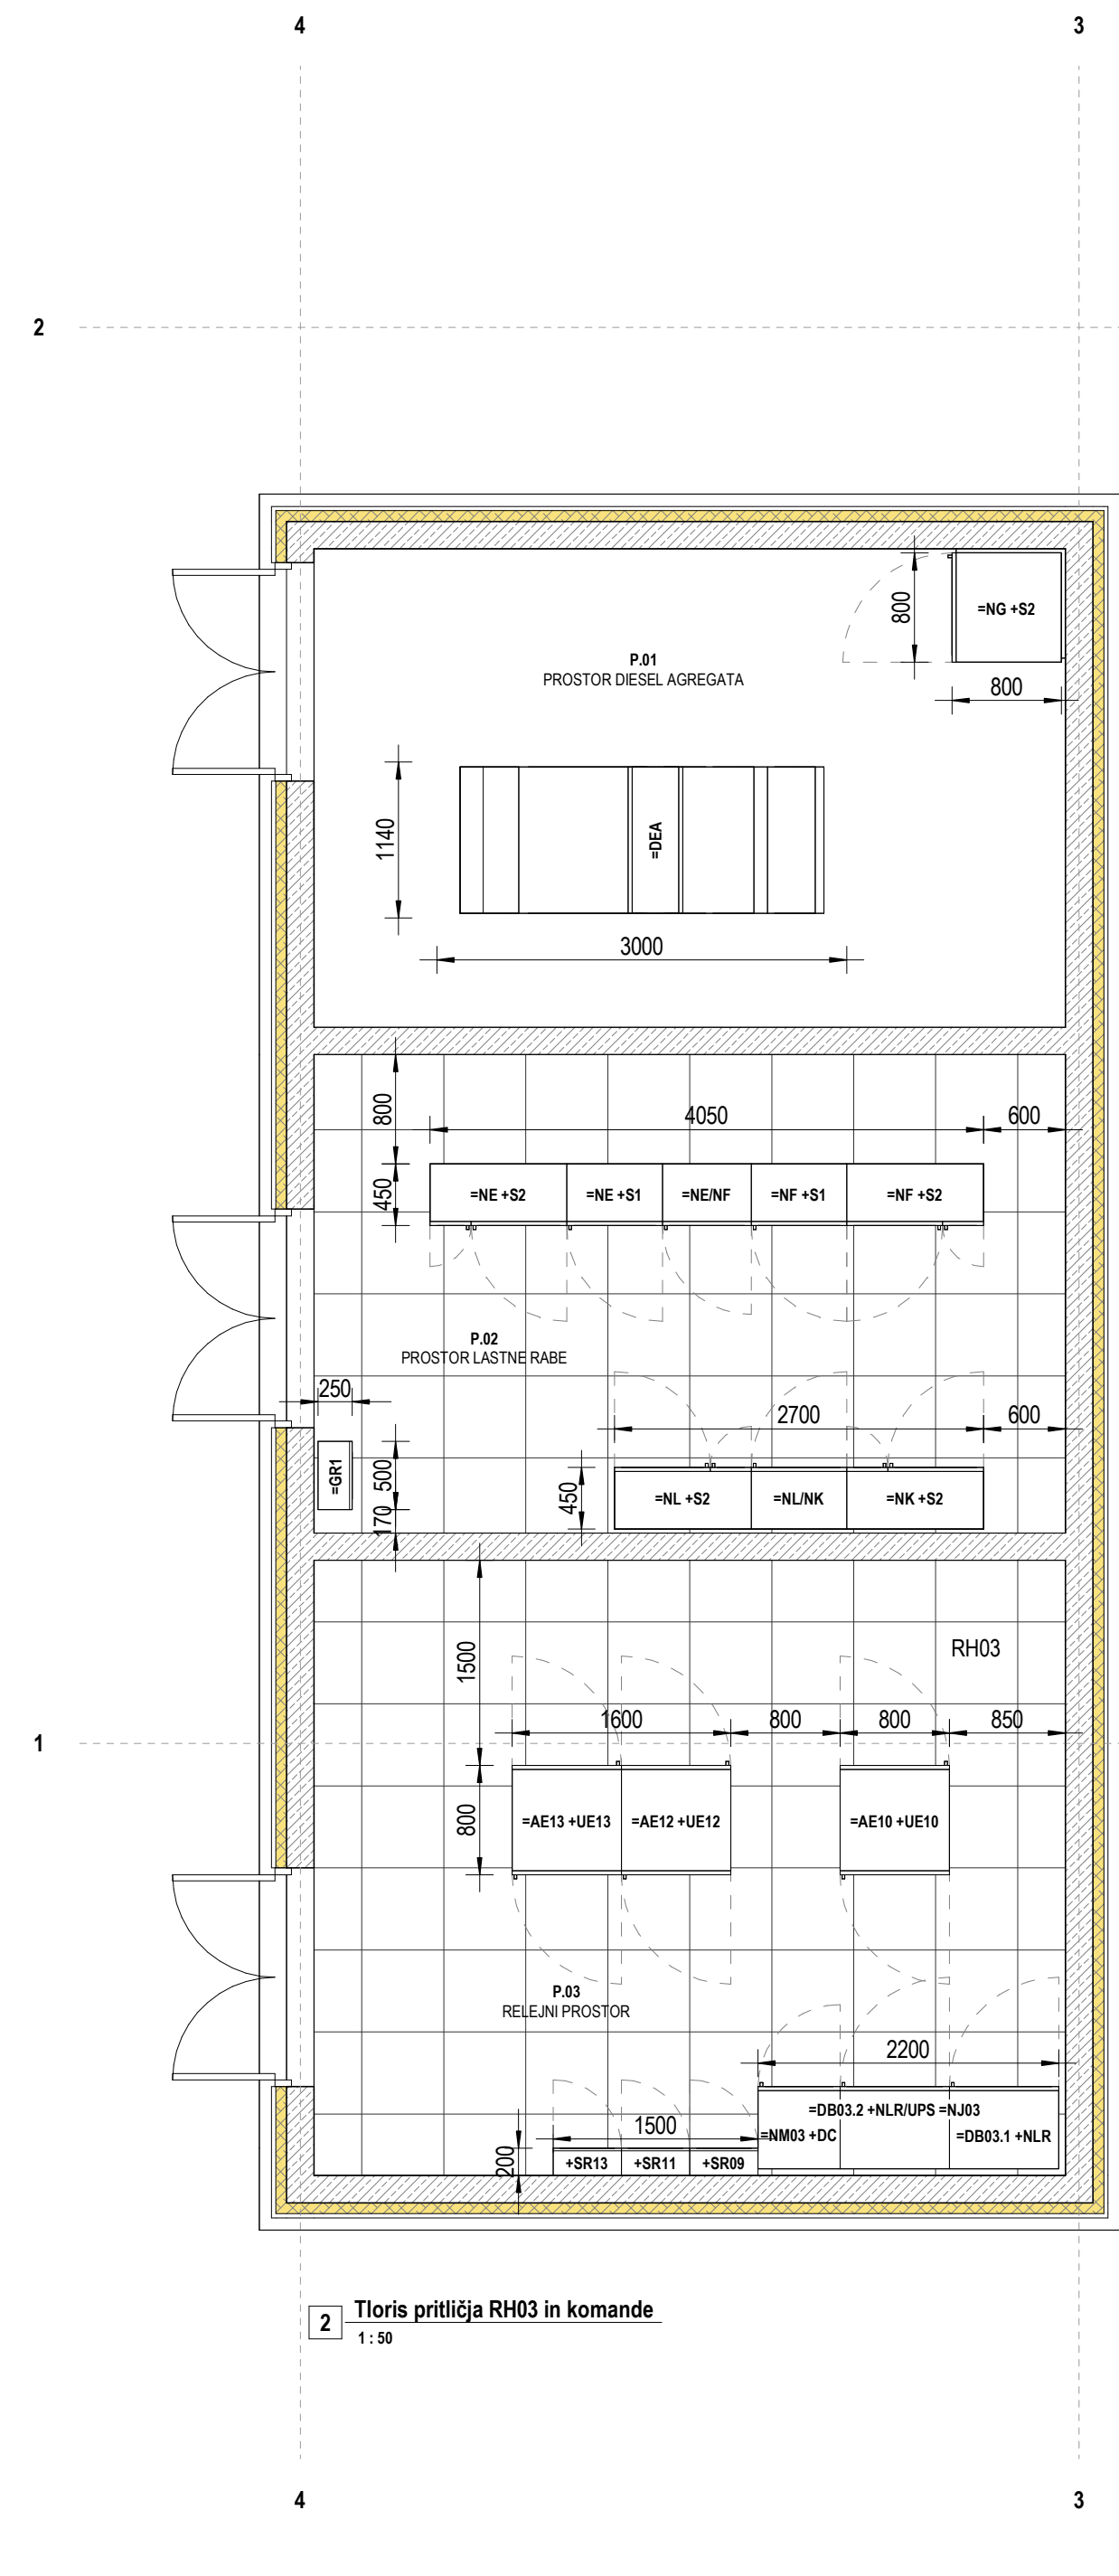 4
3
2
800
=NG +S2
P.01
PROSTOR DIESEL AGREGATA
800
1140
=DEA
3000
800
4050
600
450
=NE +S2
=NE +S1
=NE/NF
=NF +S1
=NF +S2
P.02
PROSTOR LASTNE RABE
250
2700
600
=GR1
500
170
450
=NL +S2
=NL/NK
=NK +S2
1500
RH03
1600
800
800
850
1
800
=AE13 +UE13
=AE12 +UE12
=AE10 +UE10
P.03
RELEJNI PROSTOR
2200
=DB03.2 +NLR/UPS =NJ03
1500
=NM03 +DC
=DB03.1 +NLR
200
+SR13
+SR11
+SR09
2
Tloris pritličja RH03 in komande
1 : 50
4
3